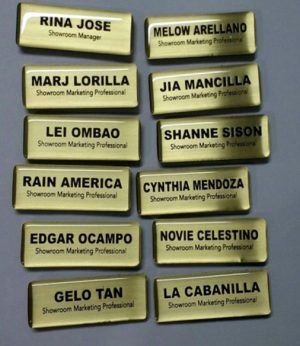 RINA JOSE
Showroom Manager
MELOW ARELLANO
Showroom Marketing Professional
MARJ LORILLA
Showroom Marketing Professional
JIA MANCILLA
Showroom Marketing Professional
LEI OMBAO
Showroom Marketing Professional
SHANNE SISON
Showroom Marketing Professional
RAIN AMERICA
Showroom Marketing Professional
CYNTHIA MENDOZA
Showroom Marketing Professional
EDGAR OCAMPO
Showroom Marketing Professional
NOVIE CELESTINO
Showroom Marketing Professional
GELO TAN
Showroom Marketing Professional
LA CABANILLA
Showroom Marketing Professional